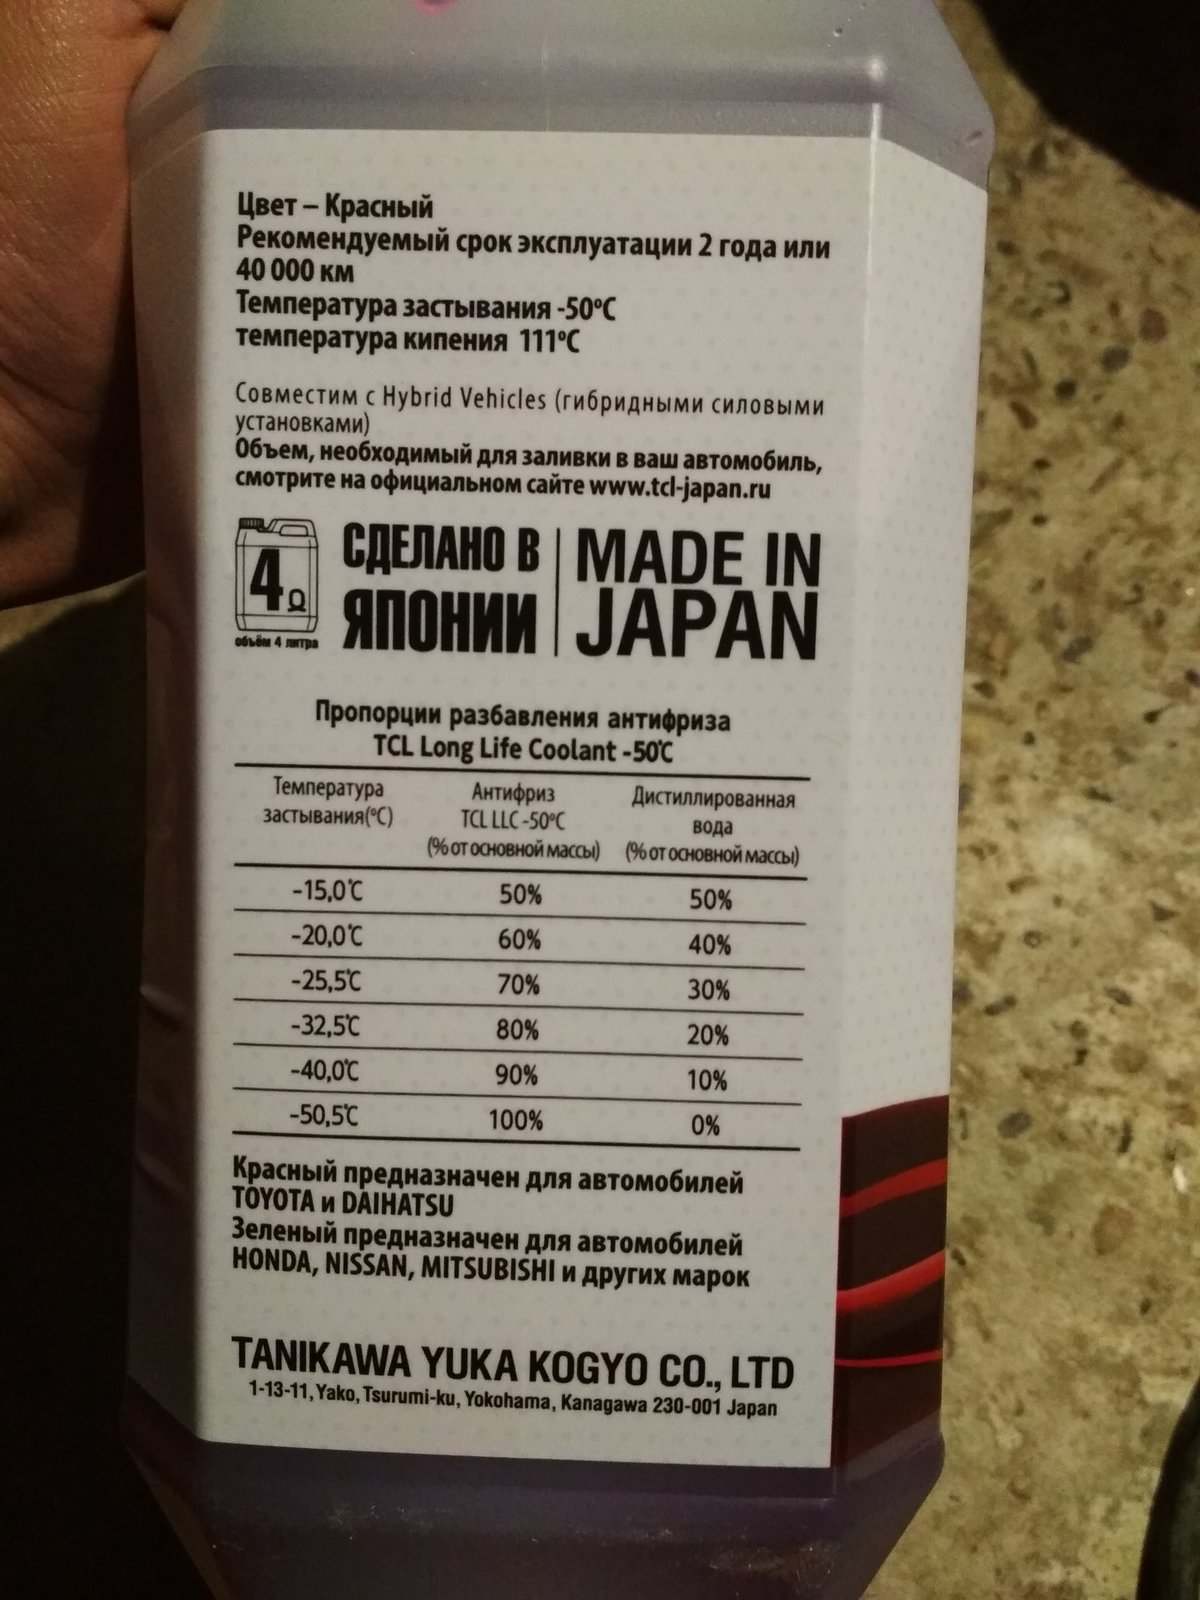 Цвет – Красный
Рекомендуемый срок эксплуатации 2 года или
40 000 км
Температура застывания -50°C
температура кипения 111°C
Совместим с Hybrid Vehicles (гибридными силовыми
установками)
Объем, необходимый для заливки в ваш автомобиль,
смотрите на официальном сайте www.tcl-japan.ru
4Ω
объём 4 литра
СДЕЛАНО В
ЯПОНИИ
MADE IN
JAPAN
Пропорции разбавления антифриза
TCL Long Life Coolant -50℃
Температура застывания(°C) Антифриз TCL LLC -50°C (% от основной массы) Дистиллированная вода (% от основной массы)
-15,0℃ 50% 50%
-20,0℃ 60% 40%
-25,5℃ 70% 30%
-32,5℃ 80% 20%
-40,0℃ 90% 10%
-50,5℃ 100% 0%
Красный предназначен для автомобилей
TOYOTA и DAIHATSU
Зеленый предназначен для автомобилей
HONDA, NISSAN, MITSUBISHI и других марок
TANIKAWA YUKA KOGYO CO., LTD
1-13-11, Yako, Tsurumi-ku, Yokohama, Kanagawa 230-001 Japan